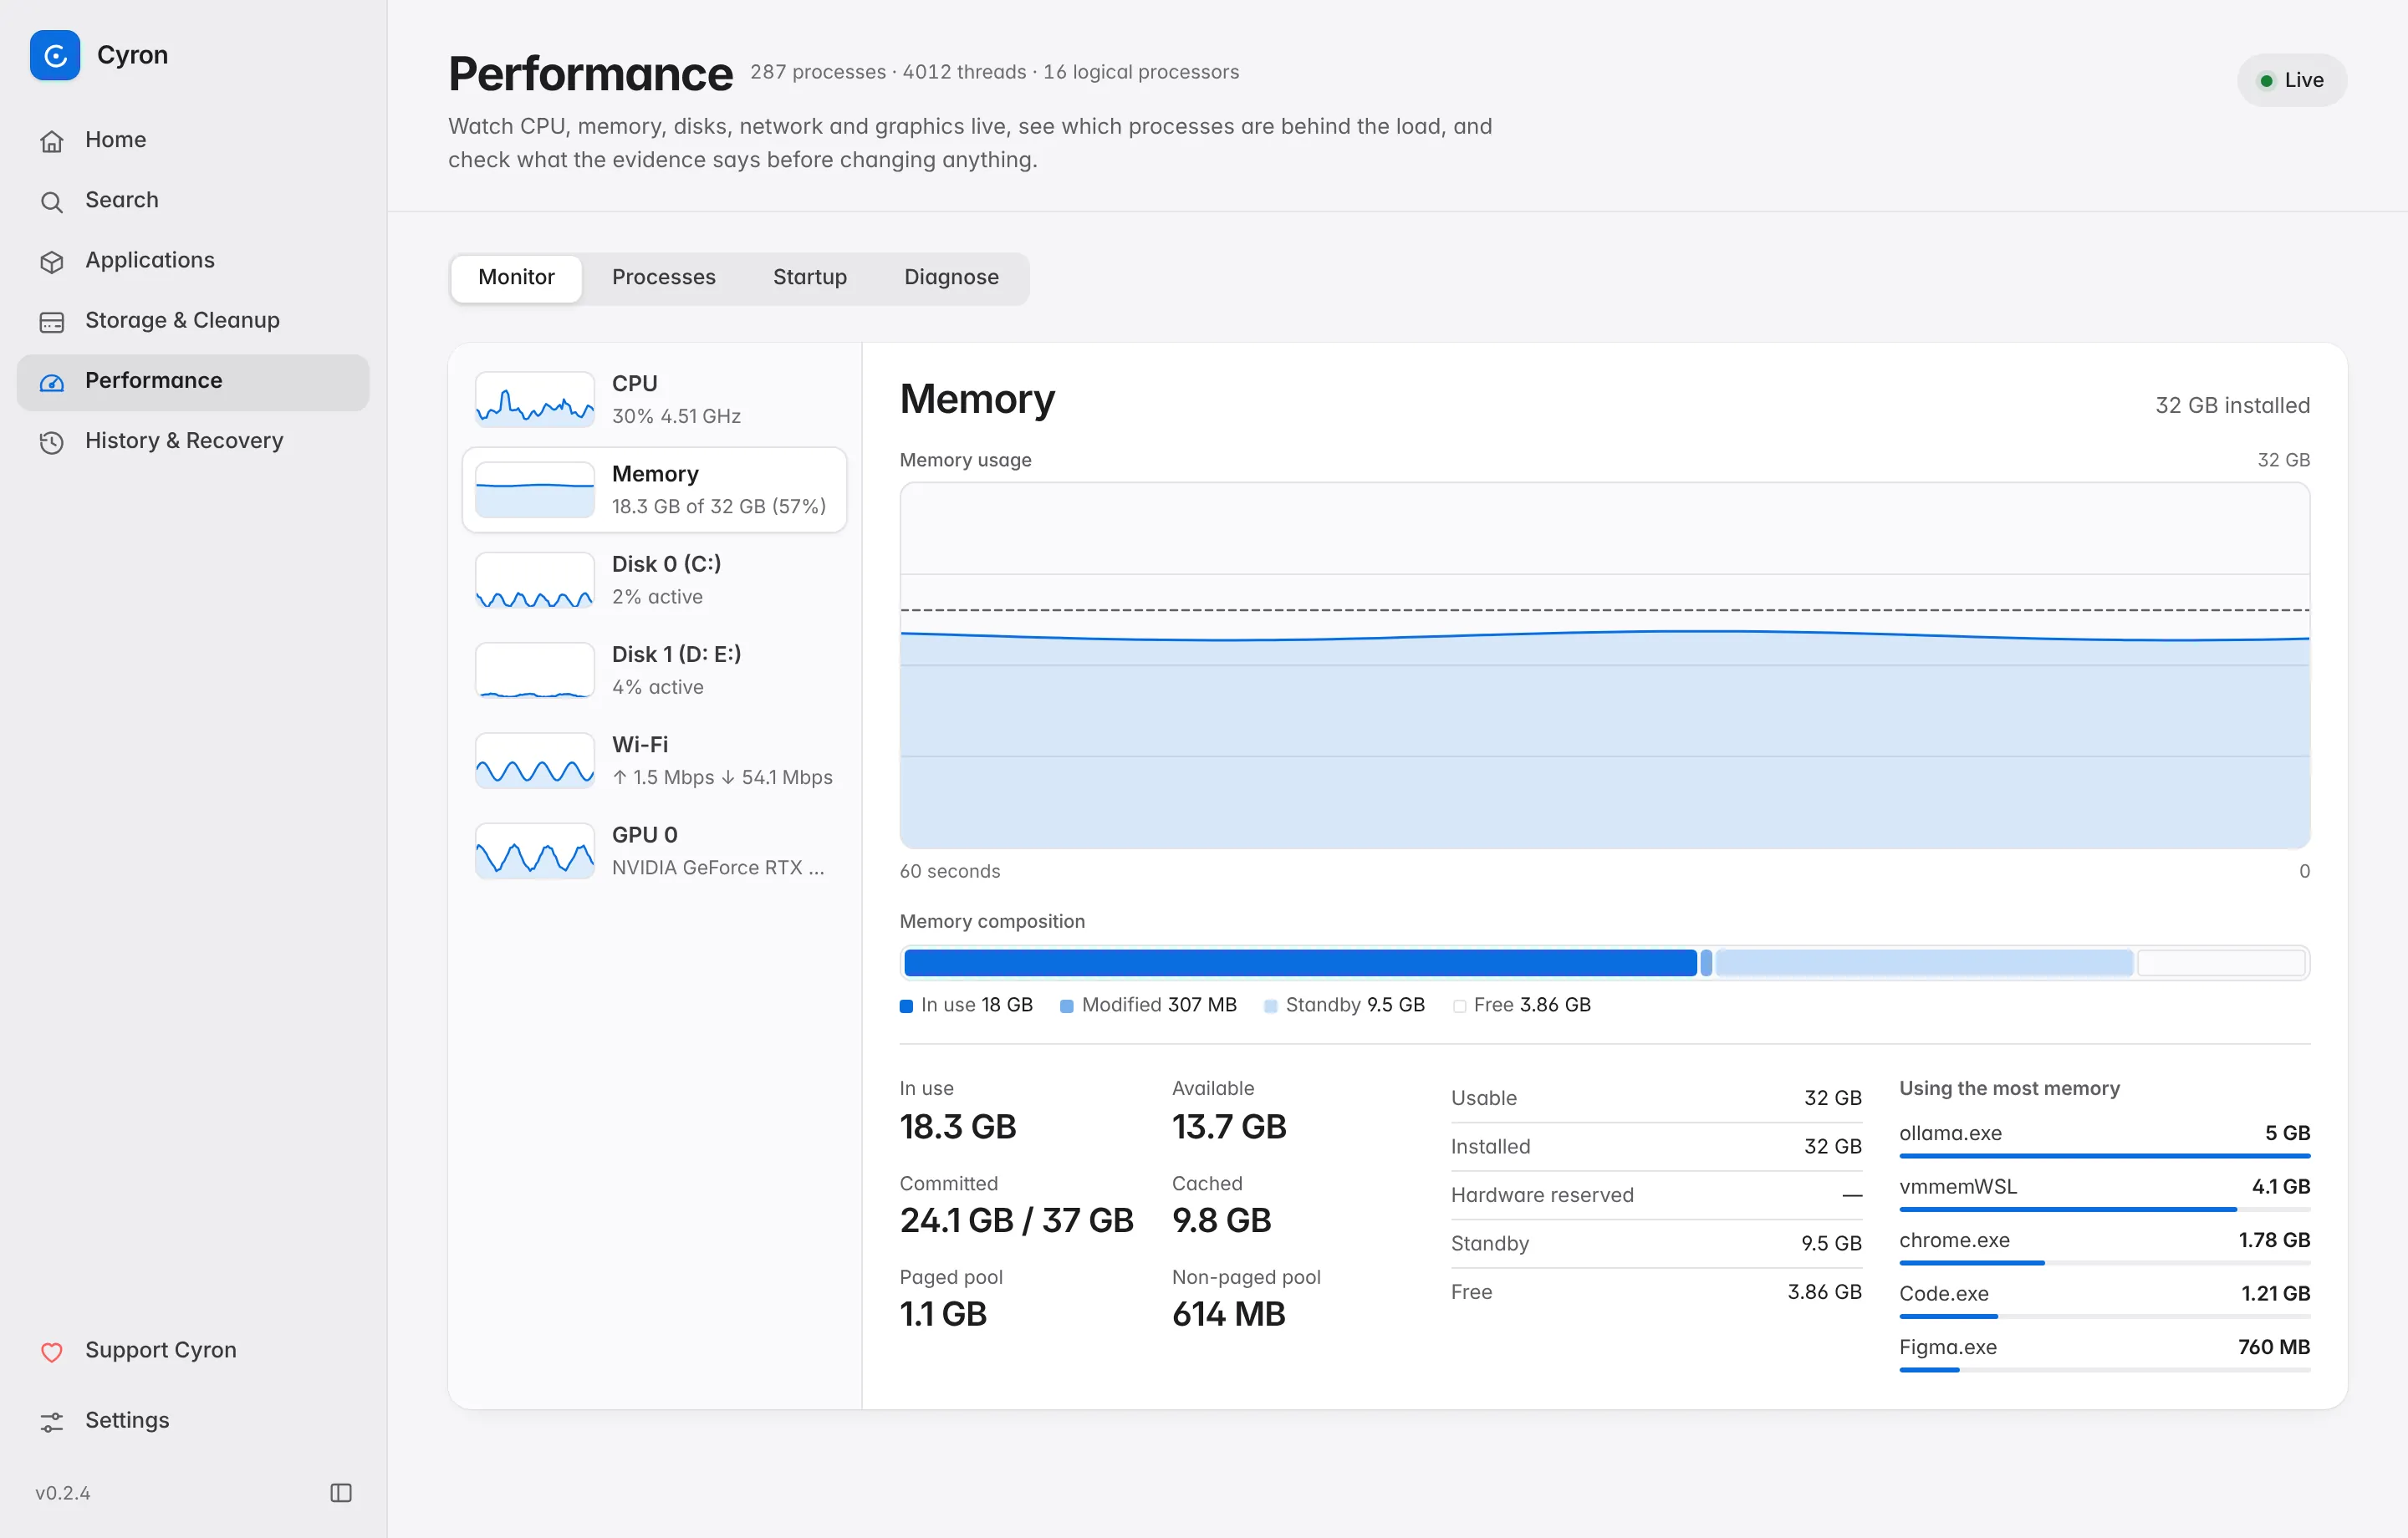 Cyron
Home
Search
Applications
Storage & Cleanup
Performance
History & Recovery
Support Cyron
Settings
v0.2.4
Performance 287 processes · 4012 threads · 16 logical processors
Live
Watch CPU, memory, disks, network and graphics live, see which processes are behind the load, and
check what the evidence says before changing anything.
Monitor Processes Startup Diagnose
CPU
30% 4.51 GHz
Memory
18.3 GB of 32 GB (57%)
Disk 0 (C:)
2% active
Disk 1 (D: E:)
4% active
Wi-Fi
↑ 1.5 Mbps ↓ 54.1 Mbps
GPU 0
NVIDIA GeForce RTX ...
Memory 32 GB installed
Memory usage 32 GB
60 seconds 0
Memory composition
In use 18 GB Modified 307 MB Standby 9.5 GB Free 3.86 GB
In use
18.3 GB
Available
13.7 GB
Committed
24.1 GB / 37 GB
Cached
9.8 GB
Paged pool
1.1 GB
Non-paged pool
614 MB
Usable 32 GB
Installed 32 GB
Hardware reserved —
Standby 9.5 GB
Free 3.86 GB
Using the most memory
ollama.exe 5 GB
vmmemWSL 4.1 GB
chrome.exe 1.78 GB
Code.exe 1.21 GB
Figma.exe 760 MB